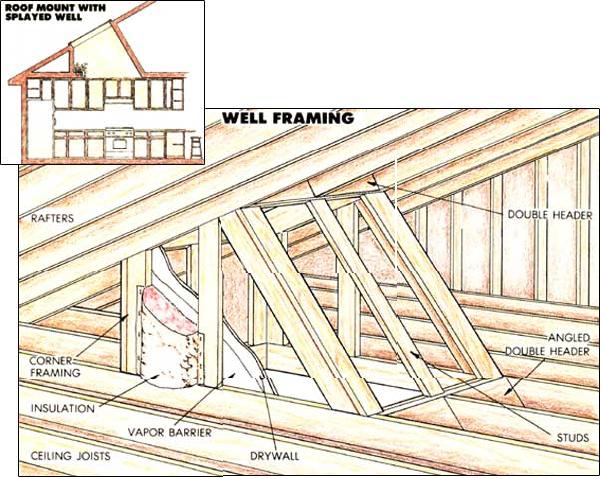 ROOF MOUNT WITH
SPLAYED WELL
WELL FRAMING
RAFTERS
DOUBLE HEADER
ANGLED
DOUBLE HEADER
CORNER
FRAMING
INSULATION
VAPOR BARRIER
STUDS
CEILING JOISTS
DRYWALL